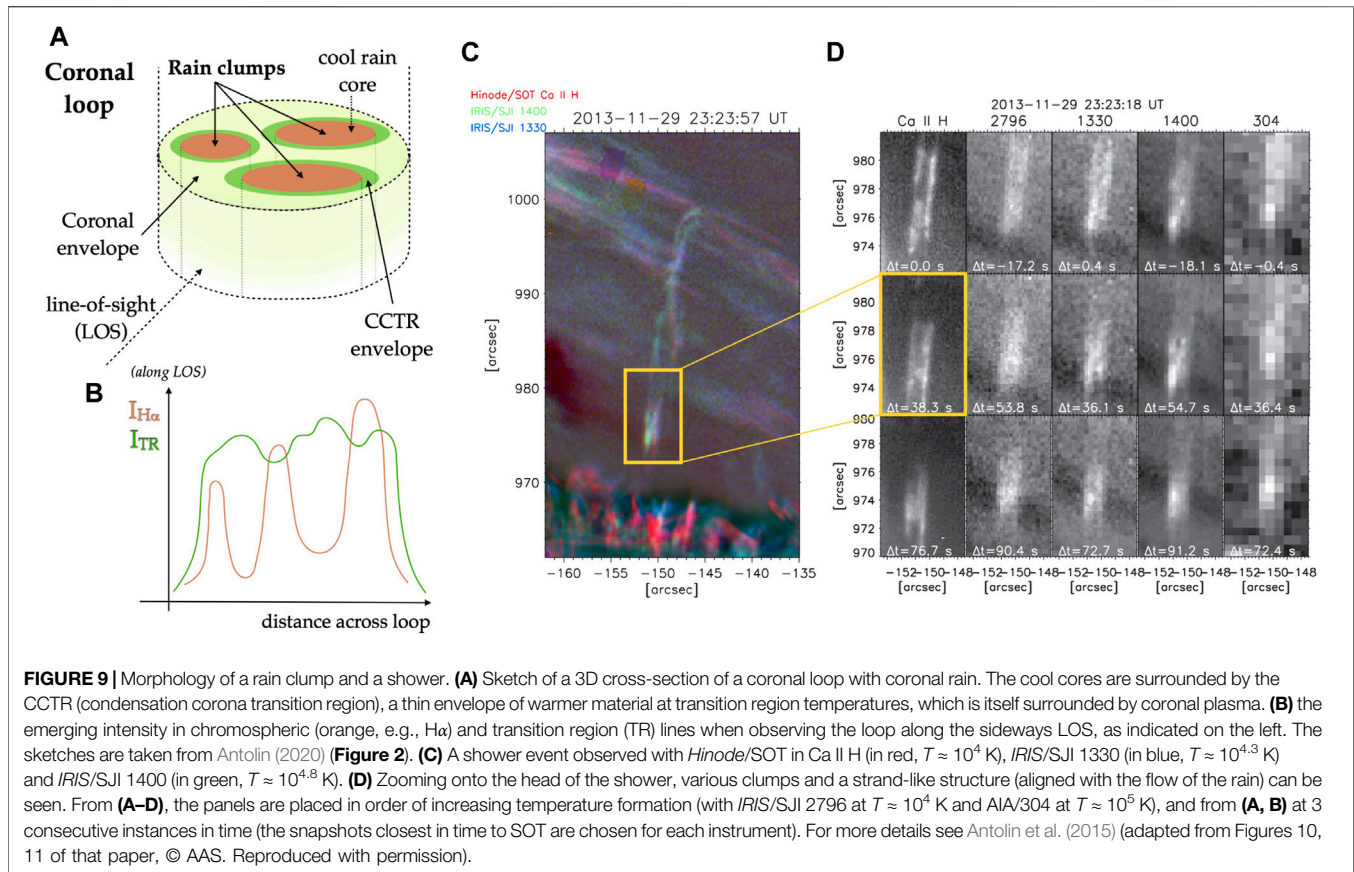 A
Coronal
loop
Rain clumps
cool rain
core
Coronal
envelope
line-of-sight
(LOS)
CCTR
envelope
B
(along LOS)
I_Hα
I_TR
distance across loop
C
Hinode/SOT Ca II H
IRIS/SJI 1400
IRIS/SJI 1330
2013-11-29 23:23:57 UT
[arcsec]
1000
990
980
970
−160 −155 −150 −145 −140 −135
[arcsec]
D
2013-11-29 23:23:18 UT
Ca II H 2796 1330 1400 304
[arcsec]
980
978
976
974
Δt=0.0 s Δt=−17.2 s Δt=0.4 s Δt=−18.1 s Δt=−0.4 s
[arcsec]
980
978
976
974
Δt=38.3 s Δt=53.8 s Δt=36.1 s Δt=54.7 s Δt=36.4 s
[arcsec]
980
978
976
974
972
970
Δt=76.7 s Δt=90.4 s Δt=72.7 s Δt=91.2 s Δt=72.4 s
−152−150−148 −152−150−148 −152−150−148 −152−150−148 −152−150−148
[arcsec] [arcsec] [arcsec] [arcsec] [arcsec]
FIGURE 9 | Morphology of a rain clump and a shower. (A) Sketch of a 3D cross-section of a coronal loop with coronal rain. The cool cores are surrounded by the
CCTR (condensation corona transition region), a thin envelope of warmer material at transition region temperatures, which is itself surrounded by coronal plasma. (B) the
emerging intensity in chromospheric (orange, e.g., Hα) and transition region (TR) lines when observing the loop along the sideways LOS, as indicated on the left. The
sketches are taken from Antolin (2020) (Figure 2). (C) A shower event observed with Hinode/SOT in Ca II H (in red, T ≈ 10⁴ K), IRIS/SJI 1330 (in blue, T ≈ 10⁴·³ K)
and IRIS/SJI 1400 (in green, T ≈ 10⁴·⁸ K). (D) Zooming onto the head of the shower, various clumps and a strand-like structure (aligned with the flow of the rain) can be
seen. From (A–D), the panels are placed in order of increasing temperature formation (with IRIS/SJI 2796 at T ≈ 10⁴ K and AIA/304 at T ≈ 10⁵ K), and from (A, B) at 3
consecutive instances in time (the snapshots closest in time to SOT are chosen for each instrument). For more details see Antolin et al. (2015) (adapted from Figures 10,
11 of that paper, © AAS. Reproduced with permission).